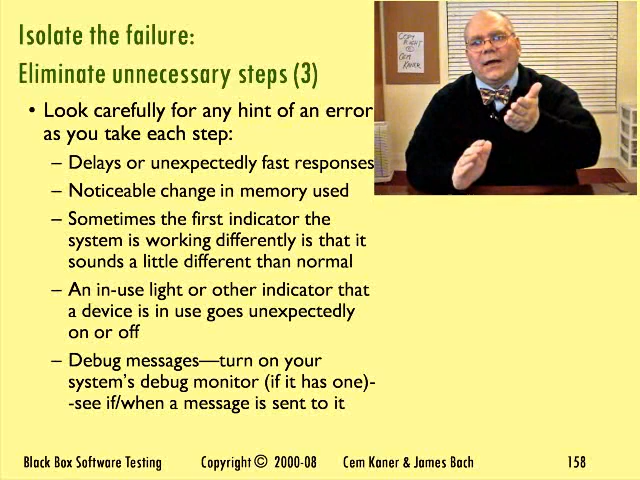 Isolate the failure:
Eliminate unnecessary steps (3)
COPY
RIGHT
©
CEM
KANER
• Look carefully for any hint of an error
as you take each step:
– Delays or unexpectedly fast responses
– Noticeable change in memory used
– Sometimes the first indicator the
system is working differently is that it
sounds a little different than normal
– An in-use light or other indicator that
a device is in use goes unexpectedly
on or off
– Debug messages—turn on your
system's debug monitor (if it has one)-
-see if/when a message is sent to it
Black Box Software Testing Copyright © 2000-08 Cem Kaner & James Bach 158